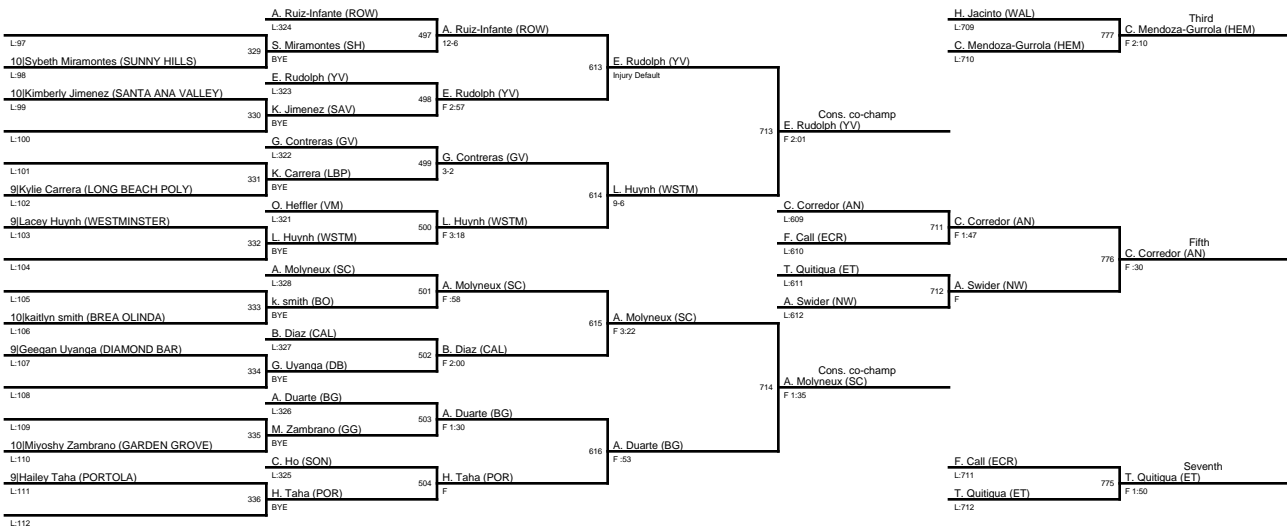 A. Ruiz-Infante (ROW)
L:324
L:97
329
497
A. Ruiz-Infante (ROW)
12-6
S. Miramontes (SH)
BYE
10|Sybeth Miramontes (SUNNY HILLS)
L:98
613
E. Rudolph (YV)
Injury Default
E. Rudolph (YV)
L:323
10|Kimberly Jimenez (SANTA ANA VALLEY)
L:99
330
498
E. Rudolph (YV)
F 2:57
K. Jimenez (SAV)
BYE
L:100
713
Cons. co-champ
E. Rudolph (YV)
F 2:01
G. Contreras (GV)
L:322
L:101
331
499
G. Contreras (GV)
3-2
K. Carrera (LBP)
BYE
9|Kylie Carrera (LONG BEACH POLY)
L:102
614
L. Huynh (WSTM)
9-6
O. Heffler (VM)
L:321
9|Lacey Huynh (WESTMINSTER)
L:103
332
500
L. Huynh (WSTM)
F 3:18
L. Huynh (WSTM)
BYE
L:104
A. Molyneux (SC)
L:328
L:105
333
501
A. Molyneux (SC)
F :58
k. smith (BO)
BYE
10|kaitlyn smith (BREA OLINDA)
L:106
615
A. Molyneux (SC)
F 3:22
B. Diaz (CAL)
L:327
9|Geegan Uyanga (DIAMOND BAR)
L:107
334
502
B. Diaz (CAL)
F 2:00
G. Uyanga (DB)
BYE
L:108
714
Cons. co-champ
A. Molyneux (SC)
F 1:35
A. Duarte (BG)
L:326
L:109
335
503
A. Duarte (BG)
F 1:30
M. Zambrano (GG)
BYE
10|Miyoshy Zambrano (GARDEN GROVE)
L:110
616
A. Duarte (BG)
F :53
C. Ho (SON)
L:325
9|Hailey Taha (PORTOLA)
L:111
336
504
H. Taha (POR)
F
H. Taha (POR)
BYE
L:112
H. Jacinto (WAL)
L:709
777
Third
C. Mendoza-Gurrola (HEM)
F 2:10
C. Mendoza-Gurrola (HEM)
L:710
C. Corredor (AN)
L:609
711
C. Corredor (AN)
F 1:47
F. Call (ECR)
L:610
776
Fifth
C. Corredor (AN)
F :30
T. Quitigua (ET)
L:611
712
A. Swider (NW)
F
A. Swider (NW)
L:612
F. Call (ECR)
L:711
775
Seventh
T. Quitigua (ET)
F 1:50
T. Quitigua (ET)
L:712